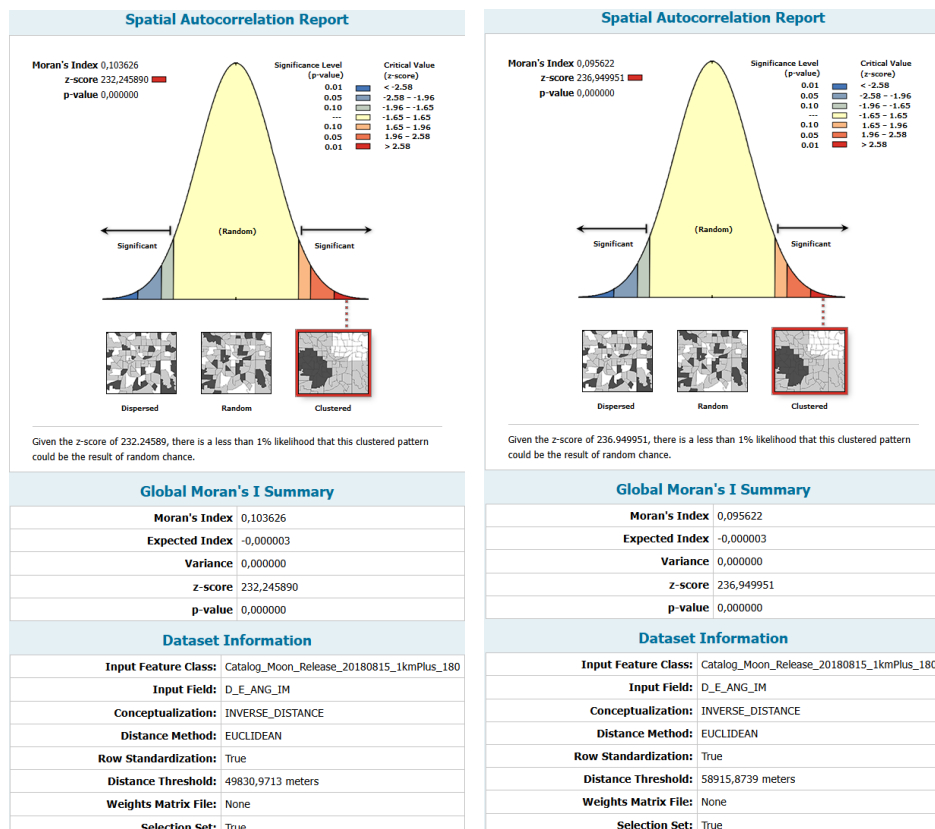 Spatial Autocorrelation Report
Moran's Index 0,103626
z-score 232,245890
p-value 0,000000
Significance Level (p-value)
Critical Value (z-score)
0.01 < -2.58
0.05 -2.58 - -1.96
0.10 -1.96 - -1.65
--- -1.65 - 1.65
0.10 1.65 - 1.96
0.05 1.96 - 2.58
0.01 > 2.58
(Random)
Significant
Significant
Dispersed
Random
Clustered
Given the z-score of 232.24589, there is a less than 1% likelihood that this clustered pattern
could be the result of random chance.
Global Moran's I Summary
Moran's Index 0,103626
Expected Index -0,000003
Variance 0,000000
z-score 232,245890
p-value 0,000000
Dataset Information
Input Feature Class: Catalog_Moon_Release_20180815_1kmPlus_180
Input Field: D_E_ANG_IM
Conceptualization: INVERSE_DISTANCE
Distance Method: EUCLIDEAN
Row Standardization: True
Distance Threshold: 49830,9713 meters
Weights Matrix File: None
Selection Set: True
Spatial Autocorrelation Report
Moran's Index 0,095622
z-score 236,949951
p-value 0,000000
Significance Level (p-value)
Critical Value (z-score)
0.01 < -2.58
0.05 -2.58 - -1.96
0.10 -1.96 - -1.65
--- -1.65 - 1.65
0.10 1.65 - 1.96
0.05 1.96 - 2.58
0.01 > 2.58
(Random)
Significant
Significant
Dispersed
Random
Clustered
Given the z-score of 236.949951, there is a less than 1% likelihood that this clustered pattern
could be the result of random chance.
Global Moran's I Summary
Moran's Index 0,095622
Expected Index -0,000003
Variance 0,000000
z-score 236,949951
p-value 0,000000
Dataset Information
Input Feature Class: Catalog_Moon_Release_20180815_1kmPlus_180
Input Field: D_E_ANG_IM
Conceptualization: INVERSE_DISTANCE
Distance Method: EUCLIDEAN
Row Standardization: True
Distance Threshold: 58915,8739 meters
Weights Matrix File: None
Selection Set: True